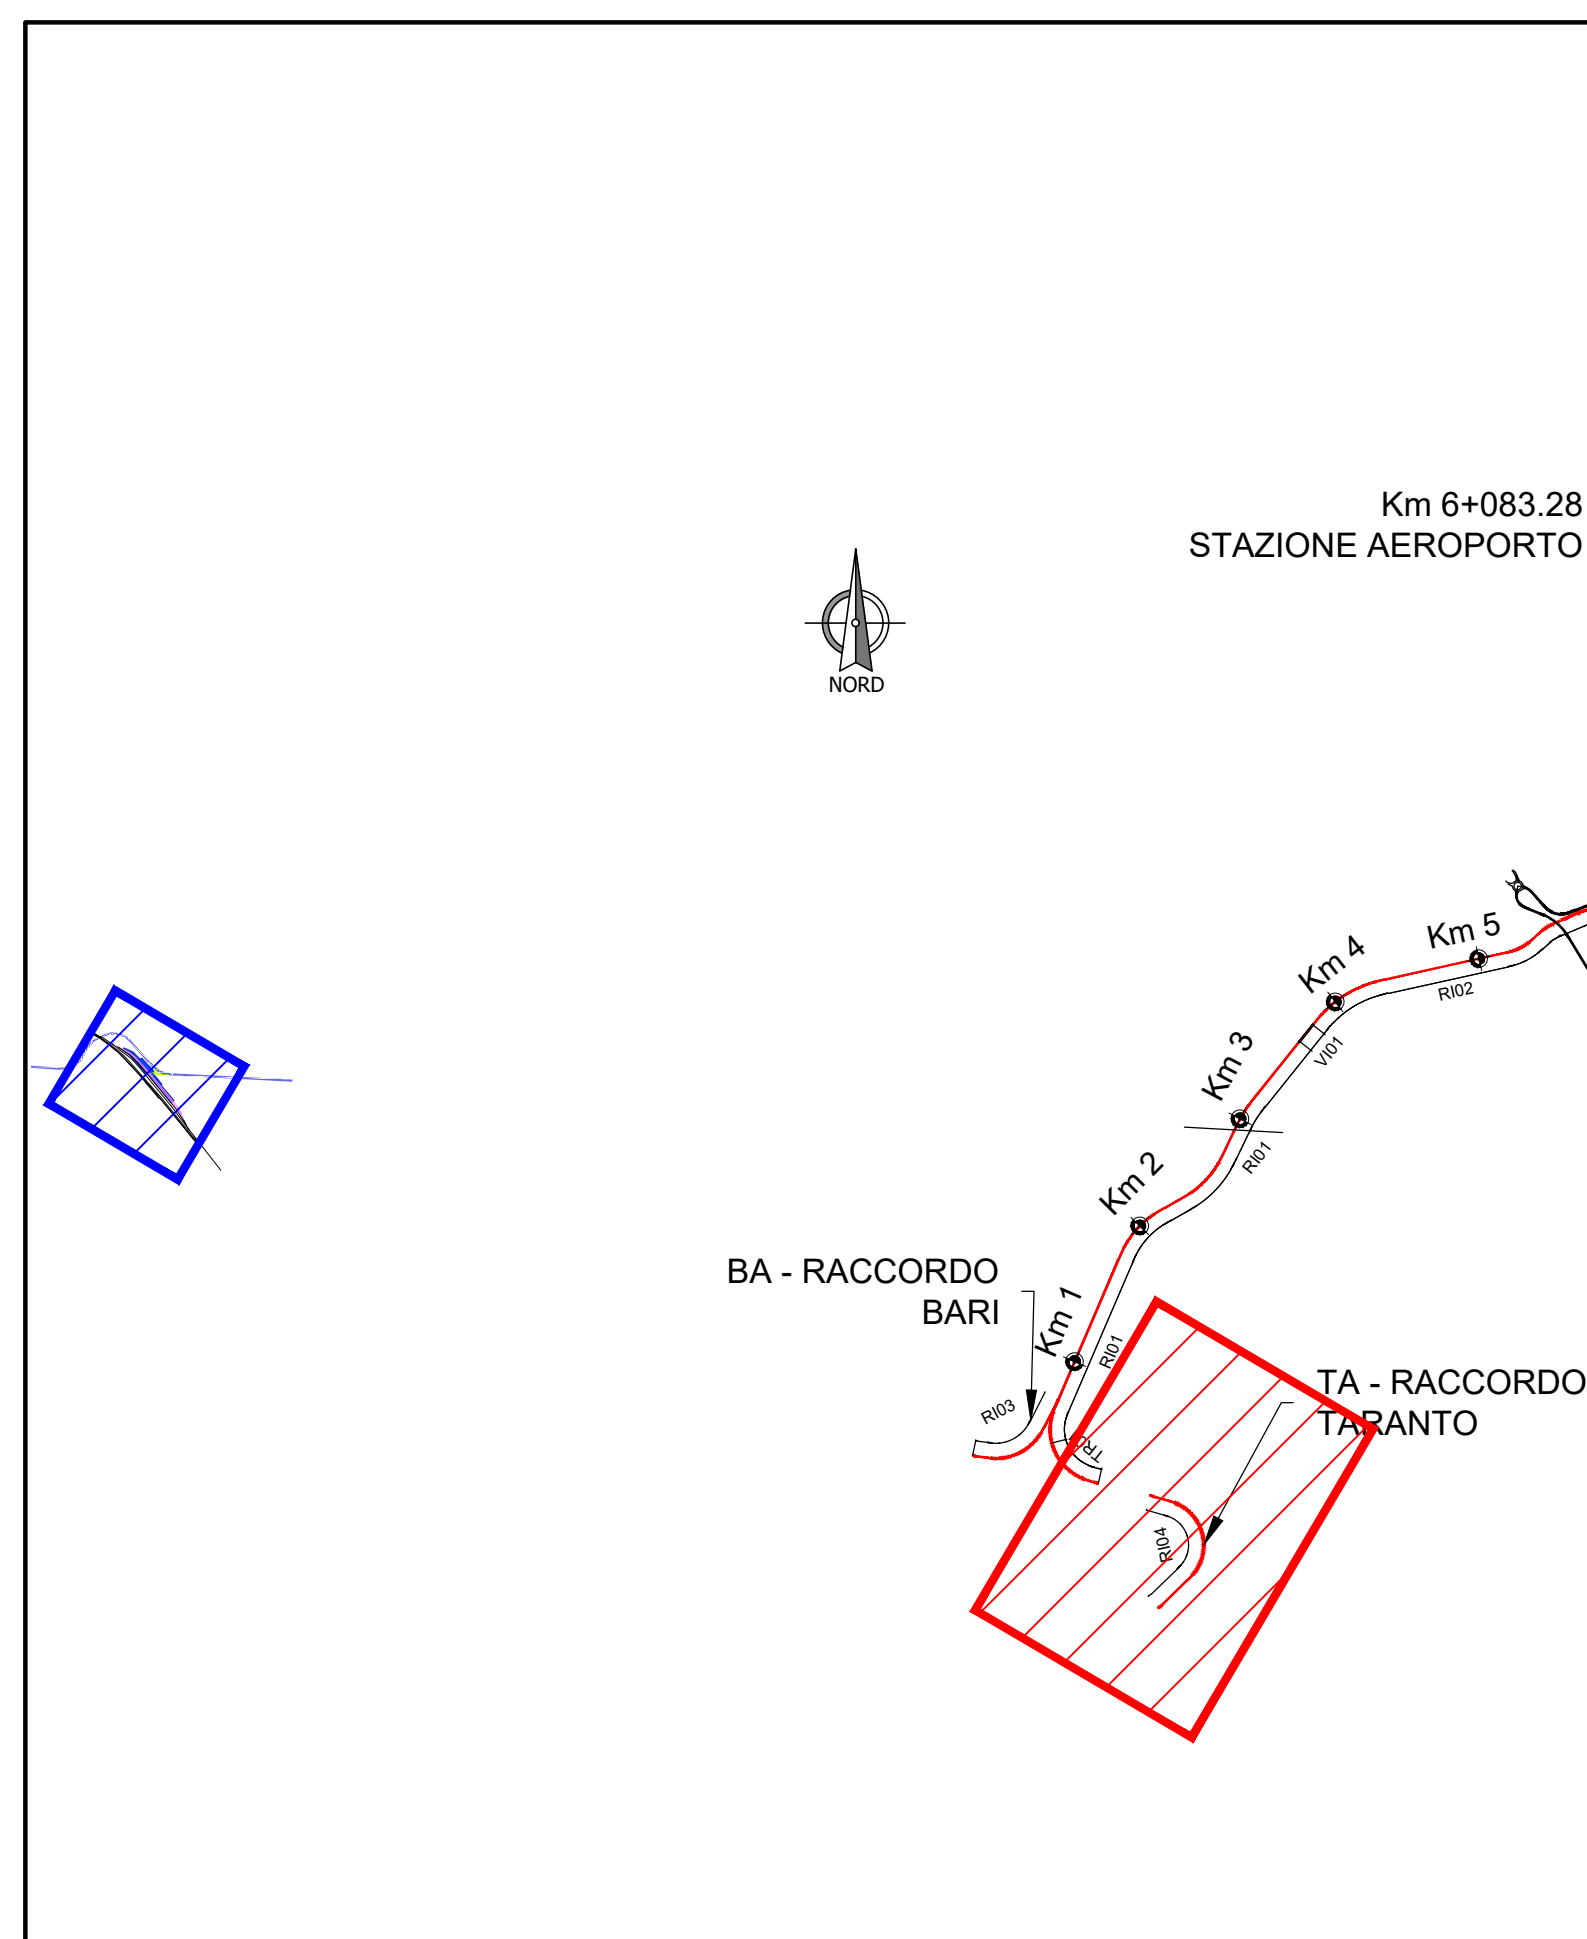 Km 6+083.28
STAZIONE AEROPORTO
NORD
Km 5
Km 4
RI02
Km 3
VI01
RI01
Km 2
BA - RACCORDO
BARI
Km 1
RI01
TA - RACCORDO
TARANTO
RI03
RI04